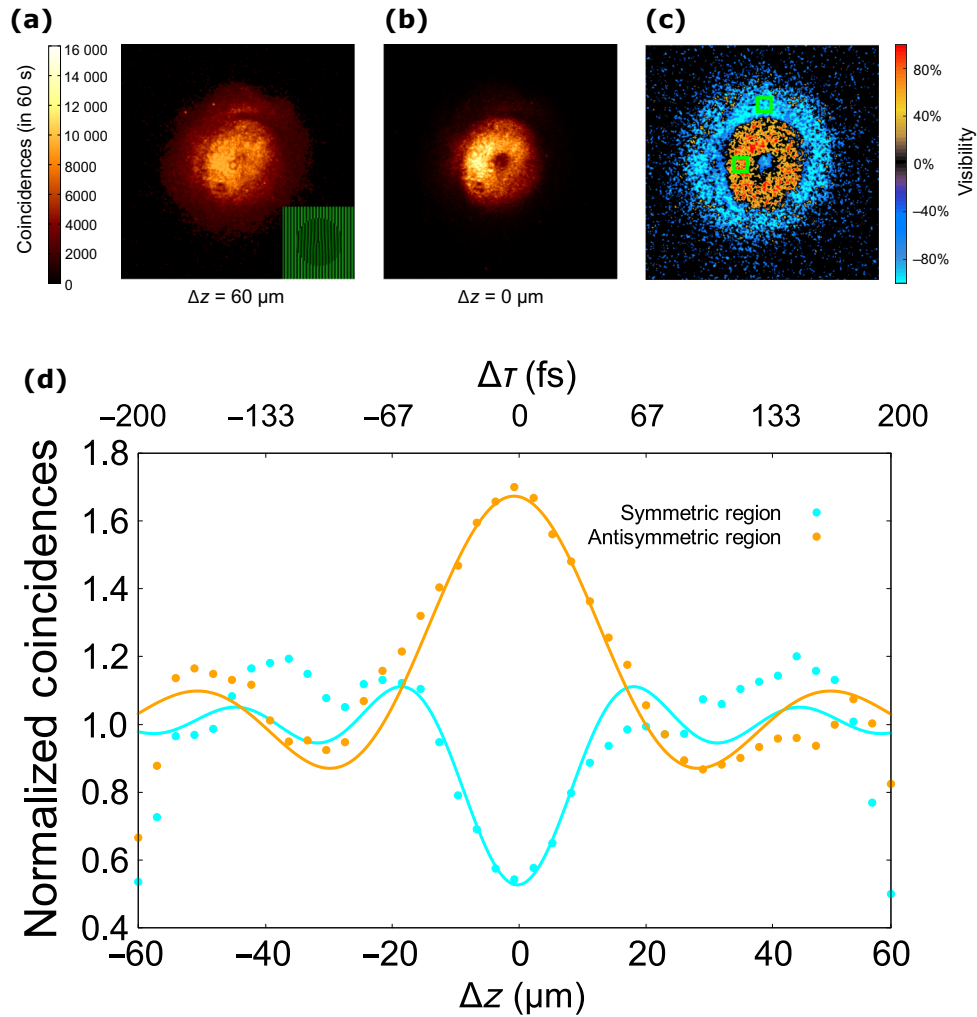 (a)
(b)
(c)
Coincidences (in 60 s)
16 000
14 000
12 000
10 000
8000
6000
4000
2000
0
Δz = 60 μm
Δz = 0 μm
80%
40%
0%
–40%
–80%
Visibility
(d)
Δτ (fs)
–200 –133 –67 0 67 133 200
Normalized coincidences
1.8
1.6
1.4
1.2
1.0
0.8
0.6
0.4
Symmetric region
Antisymmetric region
–60 –40 –20 0 20 40 60
Δz (μm)